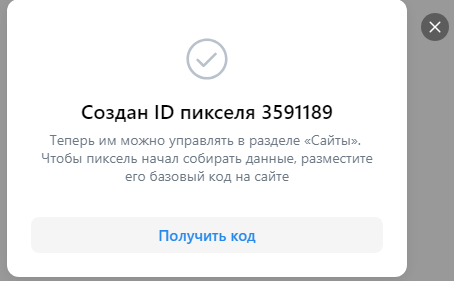 Создан ID пикселя 3591189
Теперь им можно управлять в разделе «Сайты».
Чтобы пиксель начал собирать данные, разместите
его базовый код на сайте
Получить код